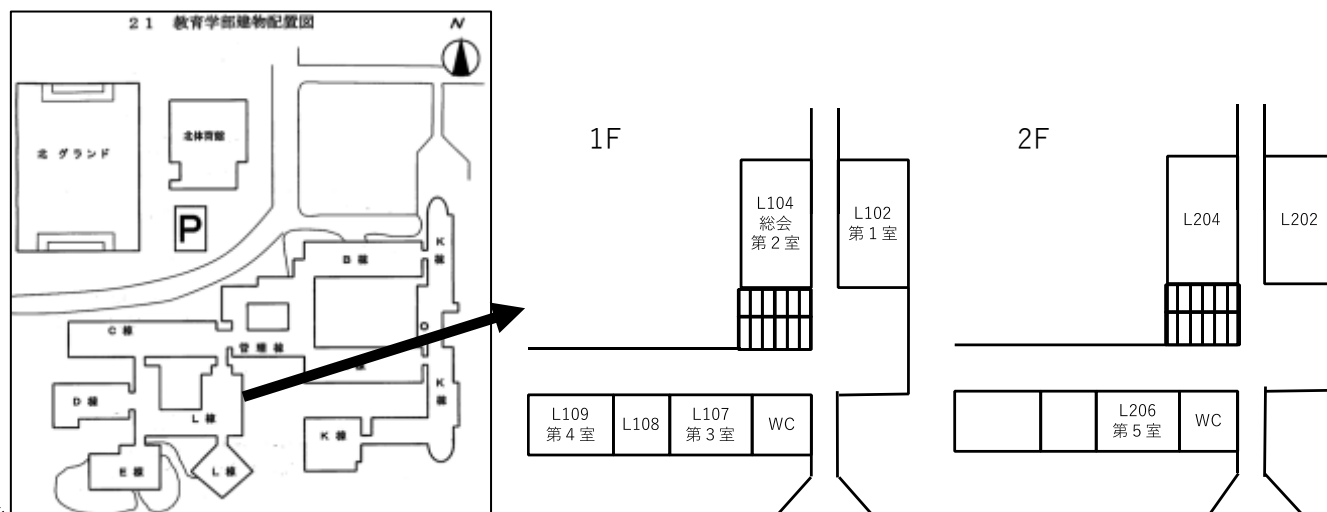 21 教育学部建物配置図
N
北グランド
北体育館
P
K
棟
B 棟
C 棟
管理棟
O
棟
K
棟
D 棟
L 棟
K 棟
E 棟
L 棟
1F
L104
総会
第2室
L102
第1室
L109
第4室
L108
L107
第3室
WC
2F
L204
L202
L206
第5室
WC